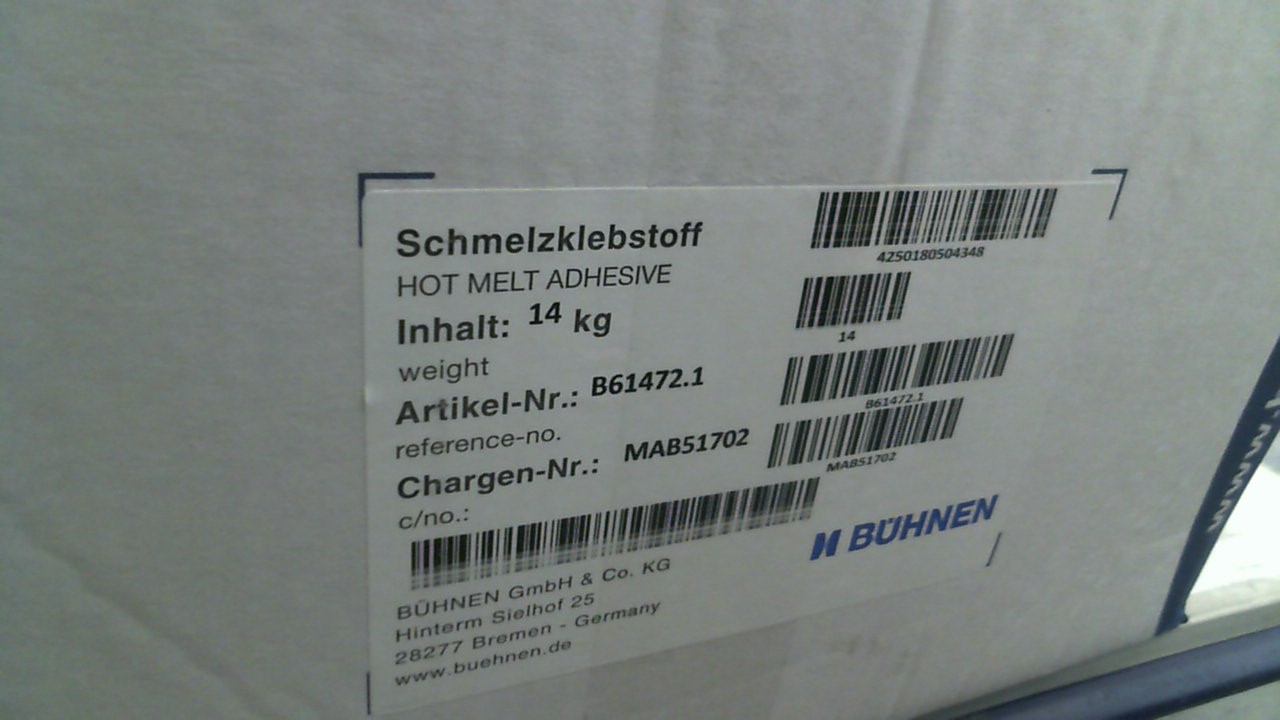 Schmelzklebstoff
HOT MELT ADHESIVE
Inhalt: 14 kg
weight
Artikel-Nr.: B61472.1
reference-no.
Chargen-Nr.: MAB51702
c/no.:
4250180504348
14
B61472.1
MAB51702
BÜHNEN
BÜHNEN GmbH & Co. KG
Hinterm Sielhof 25
28277 Bremen - Germany
www.buehnen.de